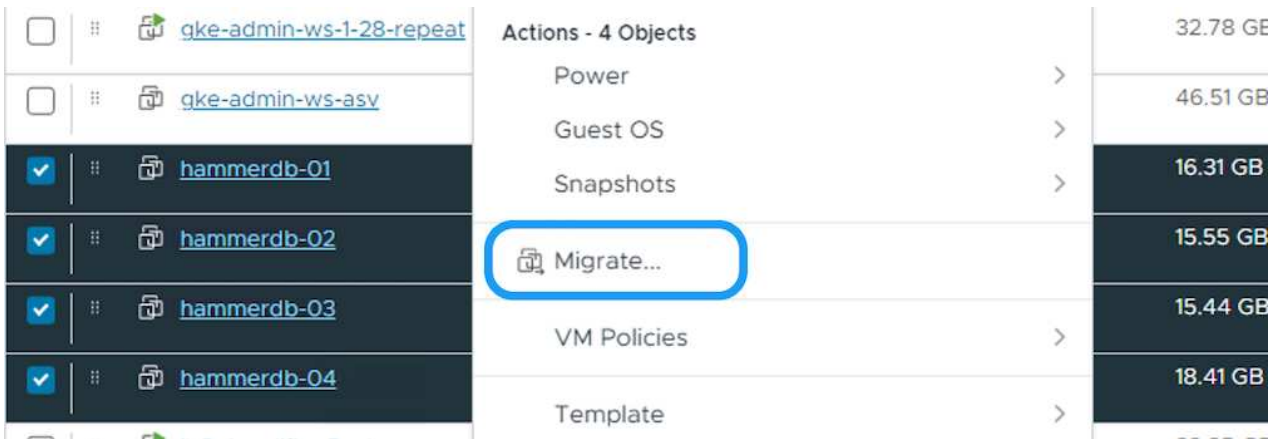 gke-admin-ws-1-28-repeat
gke-admin-ws-asv
hammerdb-01
hammerdb-02
hammerdb-03
hammerdb-04
Actions - 4 Objects
Power
Guest OS
Snapshots
Migrate...
VM Policies
Template
32.78 GB
46.51 GB
16.31 GB
15.55 GB
15.44 GB
18.41 GB